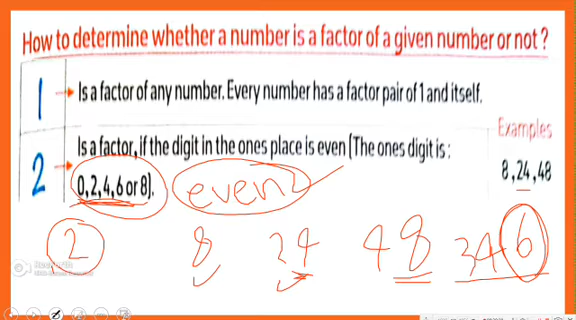 How to determine whether a number is a factor of a given number or not?
1 Is a factor of any number. Every number has a factor pair of 1 and itself.
Examples
2 Is a factor, if the digit in the ones place is even (The ones digit is:
0,2,4,6 or 8).
8,24,48
even
2 8 24 48 346